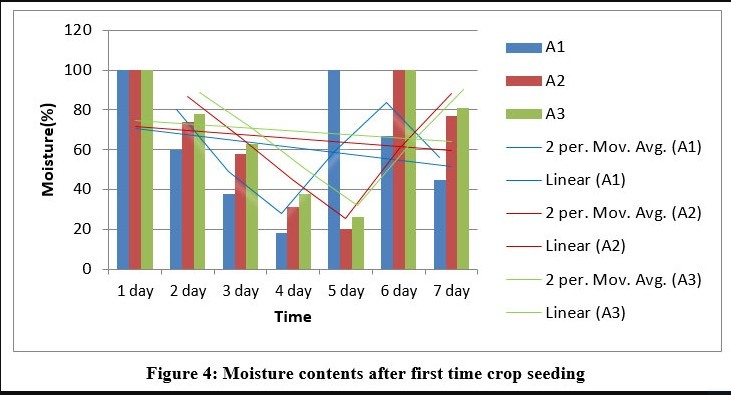 120
100
80
60
40
20
0
Moisture(%)
1 day 2 day 3 day 4 day 5 day 6 day 7 day
Time
A1
A2
A3
2 per. Mov. Avg. (A1)
Linear (A1)
2 per. Mov. Avg. (A2)
Linear (A2)
2 per. Mov. Avg. (A3)
Linear (A3)
Figure 4: Moisture contents after first time crop seeding